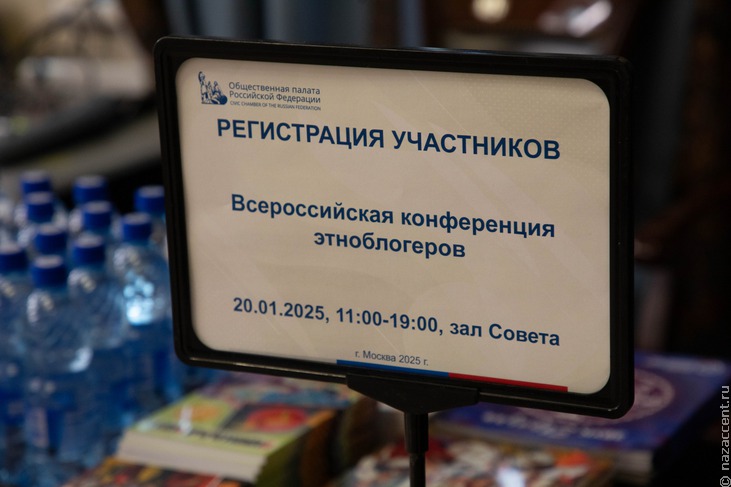 Общественная палата
Российской Федерации
CIVIC CHAMBER OF THE RUSSIAN FEDERATION
РЕГИСТРАЦИЯ УЧАСТНИКОВ
Всероссийская конференция
этноблогеров
20.01.2025, 11:00-19:00, зал Совета
г. Москва 2025 г.
© nazaccent.ru